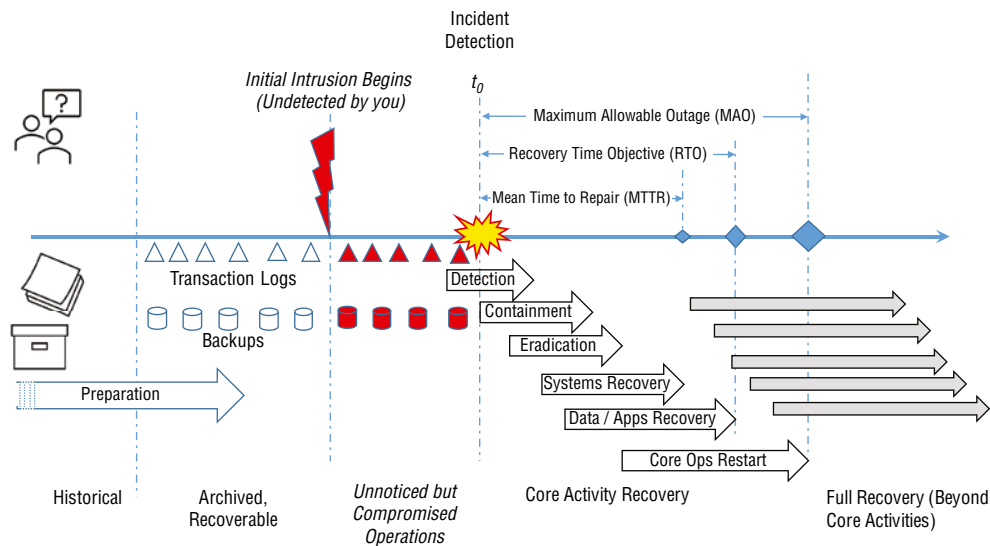 Incident
Detection
t0
Initial Intrusion Begins
(Undetected by you)
?
Maximum Allowable Outage (MAO)
Recovery Time Objective (RTO)
Mean Time to Repair (MTTR)
Transaction Logs
Backups
Preparation
Detection
Containment
Eradication
Systems Recovery
Data / Apps Recovery
Core Ops Restart
Historical
Archived,
Recoverable
Unnoticed but
Compromised
Operations
Core Activity Recovery
Full Recovery (Beyond
Core Activities)